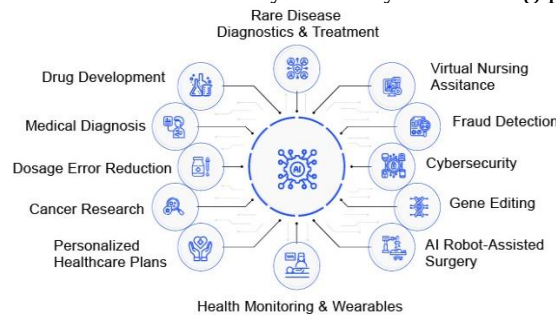 Rare Disease
Diagnostics & Treatment
Drug Development
Virtual Nursing
Assitance
Medical Diagnosis
Fraud Detection
Dosage Error Reduction
AI
Cybersecurity
Cancer Research
Gene Editing
Personalized
Healthcare Plans
AI Robot-Assisted
Surgery
Health Monitoring & Wearables